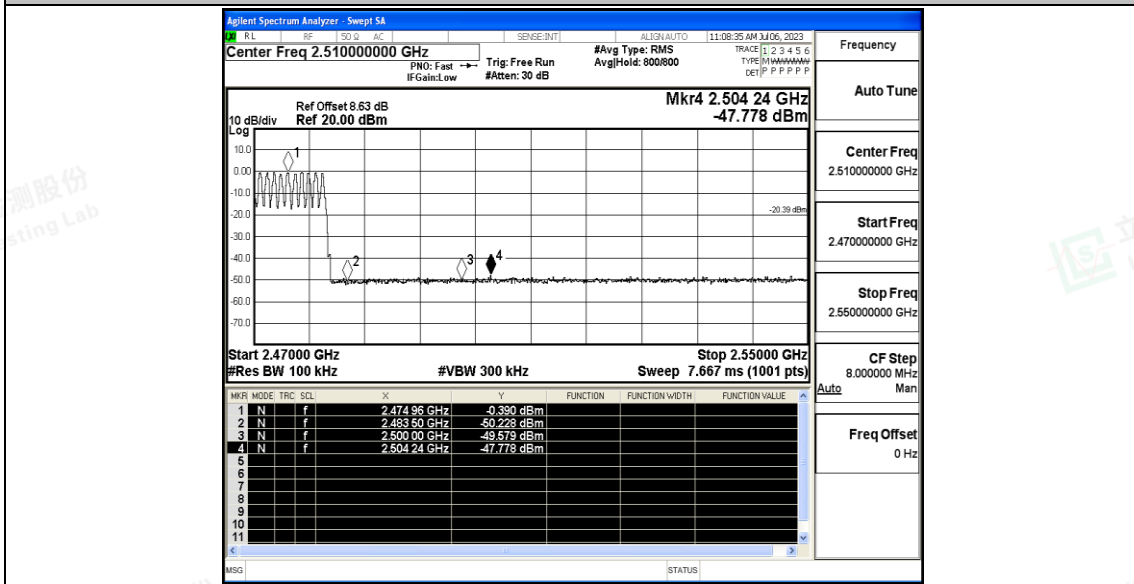 Agilent Spectrum Analyzer - Swept SA
RL RF 50 Ω AC SENSE:INT ALIGN AUTO 11:08:35 AM Jul 06, 2023
Center Freq 2.510000000 GHz
PNO: Fast
IFGain:Low
Trig: Free Run
#Atten: 30 dB
#Avg Type: RMS
Avg|Hold: 800/800
TRACE 1 2 3 4 5 6
TYPE M WWWWW
DET P P P P P P
Ref Offset 8.63 dB
10 dB/div Ref 20.00 dBm
Log
Mkr4 2.504 24 GHz
-47.778 dBm
10.0
0.00
-10.0
-20.0
-30.0
-40.0
-50.0
-60.0
-70.0
1
2
3
4
-20.39 dBm
Start 2.47000 GHz Stop 2.55000 GHz
#Res BW 100 kHz #VBW 300 kHz Sweep 7.667 ms (1001 pts)
MKR MODE TRC SCL X Y FUNCTION FUNCTION WIDTH FUNCTION VALUE
1 N f 2.474 96 GHz -0.390 dBm
2 N f 2.483 50 GHz -50.228 dBm
3 N f 2.500 00 GHz -49.579 dBm
4 N f 2.504 24 GHz -47.778 dBm
5
6
7
8
9
10
11
MSG STATUS
Frequency
Auto Tune
Center Freq
2.510000000 GHz
Start Freq
2.470000000 GHz
Stop Freq
2.550000000 GHz
CF Step
8.000000 MHz
Auto Man
Freq Offset
0 Hz
测股份
sting Lab
立